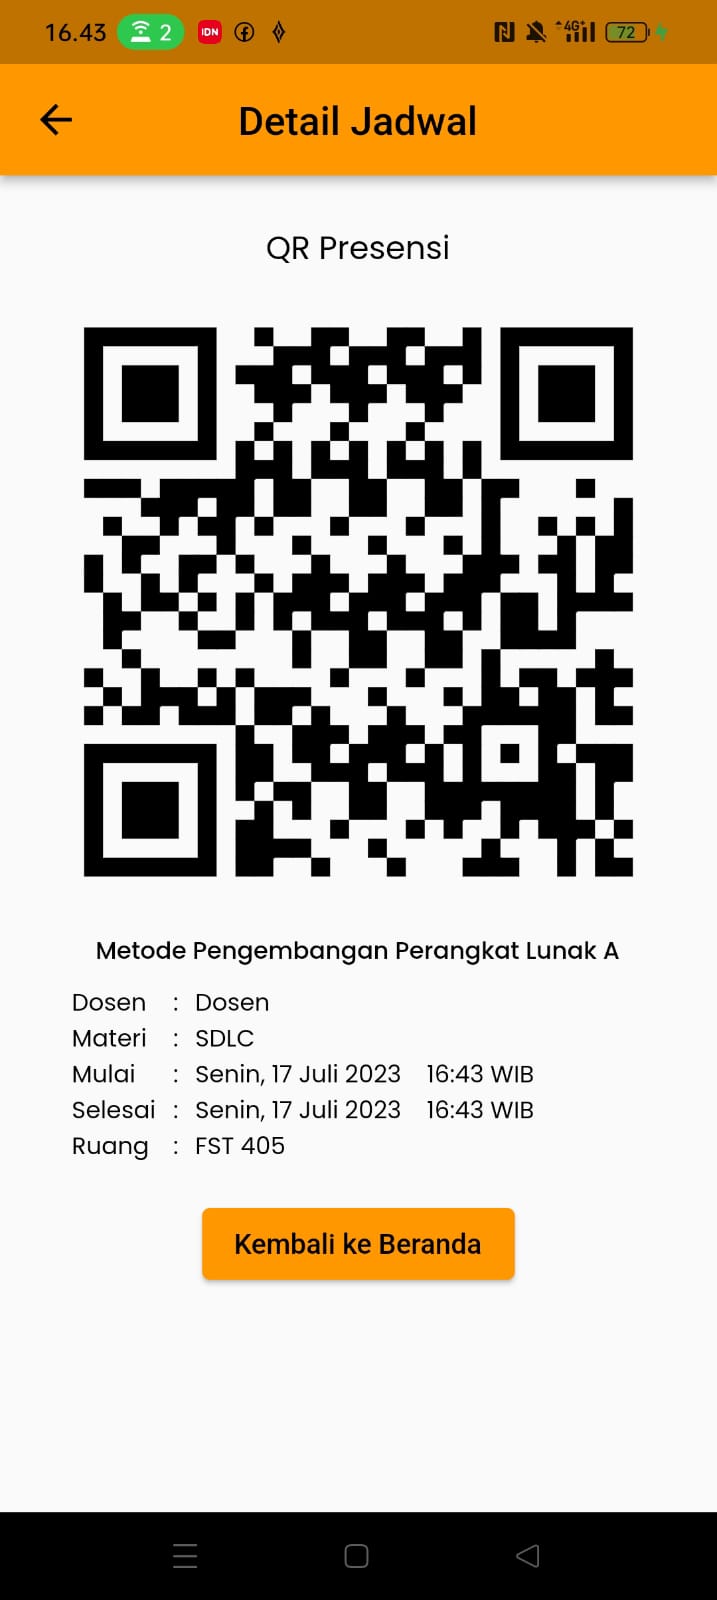 16.43 2 IDN 4G+ 72
Detail Jadwal
QR Presensi
Metode Pengembangan Perangkat Lunak A
Dosen : Dosen
Materi : SDLC
Mulai : Senin, 17 Juli 2023 16:43 WIB
Selesai : Senin, 17 Juli 2023 16:43 WIB
Ruang : FST 405
Kembali ke Beranda